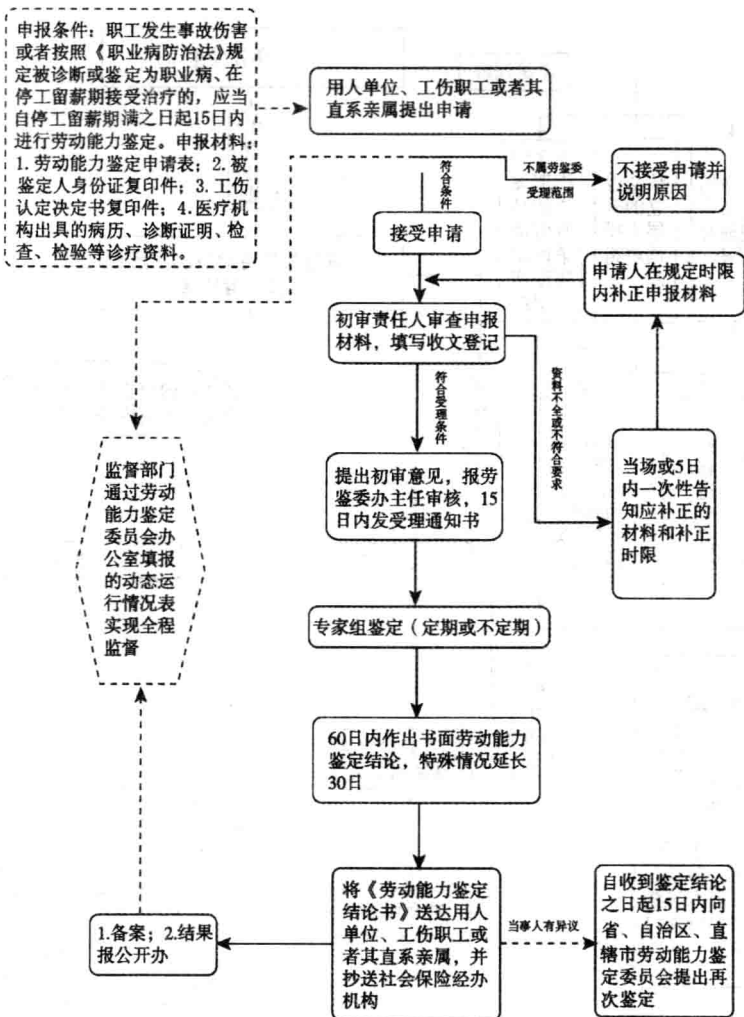 申报条件：职工发生事故伤害
或者按照《职业病防治法》规
定被诊断或鉴定为职业病、在
停工留薪期接受治疗的，应当
自停工留薪期满之日起15日内
进行劳动能力鉴定。申报材料：
1. 劳动能力鉴定申请表；2. 被
鉴定人身份证复印件；3. 工伤
认定决定书复印件；4. 医疗机
构出具的病历、诊断证明、检
查、检验等诊疗资料。
用人单位、工伤职工或者其
直系亲属提出申请
符合条件
不属劳鉴委
受理范围
不接受申请并
说明原因
接受申请
申请人在规定时限
内补正申报材料
初审责任人审查申报
材料，填写收文登记
符合受理条件
资料不全或不符合要求
当场或5日
内一次性告
知应补正的
材料和补正
时限
提出初审意见，报劳
鉴委办主任审核，15
日内发受理通知书
监督部门
通过劳动
能力鉴定
委员会办
公室填报
的动态运
行情况表
实现全程
监督
专家组鉴定（定期或不定期）
60日内作出书面劳动能力
鉴定结论，特殊情况延长
30日
将《劳动能力鉴定
结论书》送达用人
单位、工伤职工或
者其直系亲属，并
抄送社会保险经办
机构
1.备案；2.结果
报公开办
当事人有异议
自收到鉴定结论
之日起15日内向
省、自治区、直
辖市劳动能力鉴
定委员会提出再
次鉴定